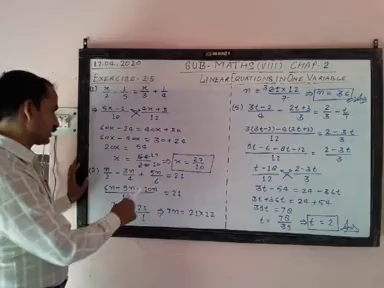 17.04.2020
SUB- MATHS (VIII) CHAP. 2
EXERCISE-2.5
LINEAR EQUATIONS IN ONE VARIABLE
1) x/2 - 1/5 = x/3 + 1/4
⇒ 5x-2/10 = 4x+3/12
60x-24 = 40x+30
60x-40x = 30+24
20x = 54
x = 54/20 ⇒ x = 27/10
(2) n/2 - 3n/4 + 5n/6 = 21
6n-9n+10n = 21
⇒ 7n = 21×12
n = ⇒ n = 36
3t-2/4 - 2t+3/3 = 2/3 - t
3(3t-2)-4(2t+3)/12 = 2-3t/3
9t-6-8t-12/12 = 2-3t/3
t-18/12 = 2-3t/3
3t-54 = 24-36t
3t+36t = 24+54
39t = 78
t = 78/39 ⇒ t = 2 Ans